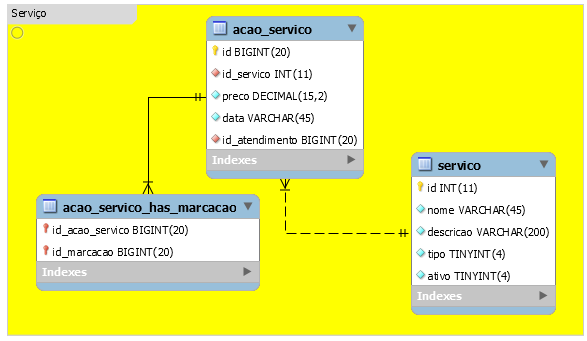 Serviço
acao_servico
id BIGINT(20)
id_servico INT(11)
preco DECIMAL(15,2)
data VARCHAR(45)
id_atendimento BIGINT(20)
Indexes
servico
id INT(11)
nome VARCHAR(45)
descricao VARCHAR(200)
tipo TINYINT(4)
ativo TINYINT(4)
Indexes
acao_servico_has_marcacao
id_acao_servico BIGINT(20)
id_marcacao BIGINT(20)
Indexes